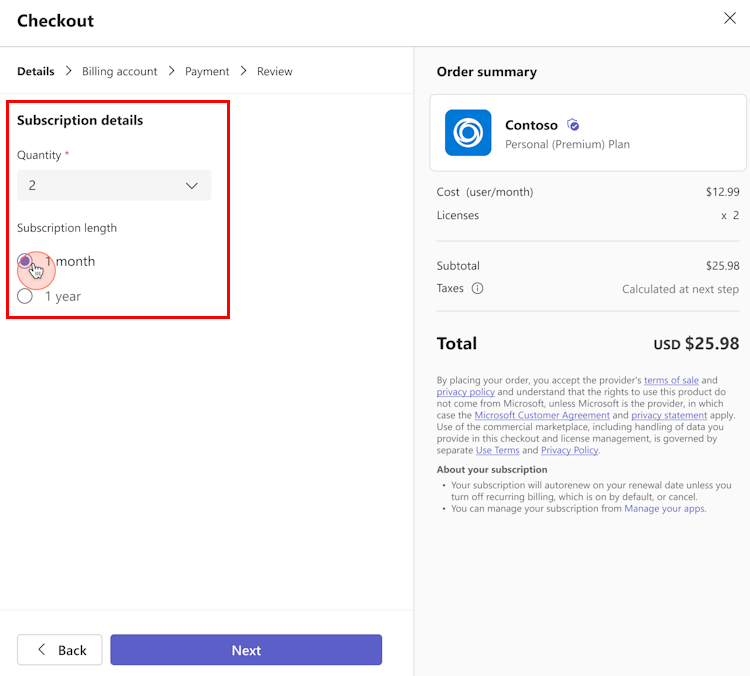 Checkout
Details > Billing account > Payment > Review
Subscription details
Quantity *
2
Subscription length
1 month
1 year
Back
Next
Order summary
Contoso
Personal (Premium) Plan
Cost (user/month) $12.99
Licenses x 2
Subtotal $25.98
Taxes Calculated at next step
Total USD $25.98
By placing your order, you accept the provider's terms of sale and
privacy policy and understand that the rights to use this product do
not come from Microsoft, unless Microsoft is the provider, in which
case the Microsoft Customer Agreement and privacy statement apply.
Use of the commercial marketplace, including handling of data you
provide in this checkout and license management, is governed by
separate Use Terms and Privacy Policy.
About your subscription
• Your subscription will autorenew on your renewal date unless you
turn off recurring billing, which is on by default, or cancel.
• You can manage your subscription from Manage your apps.